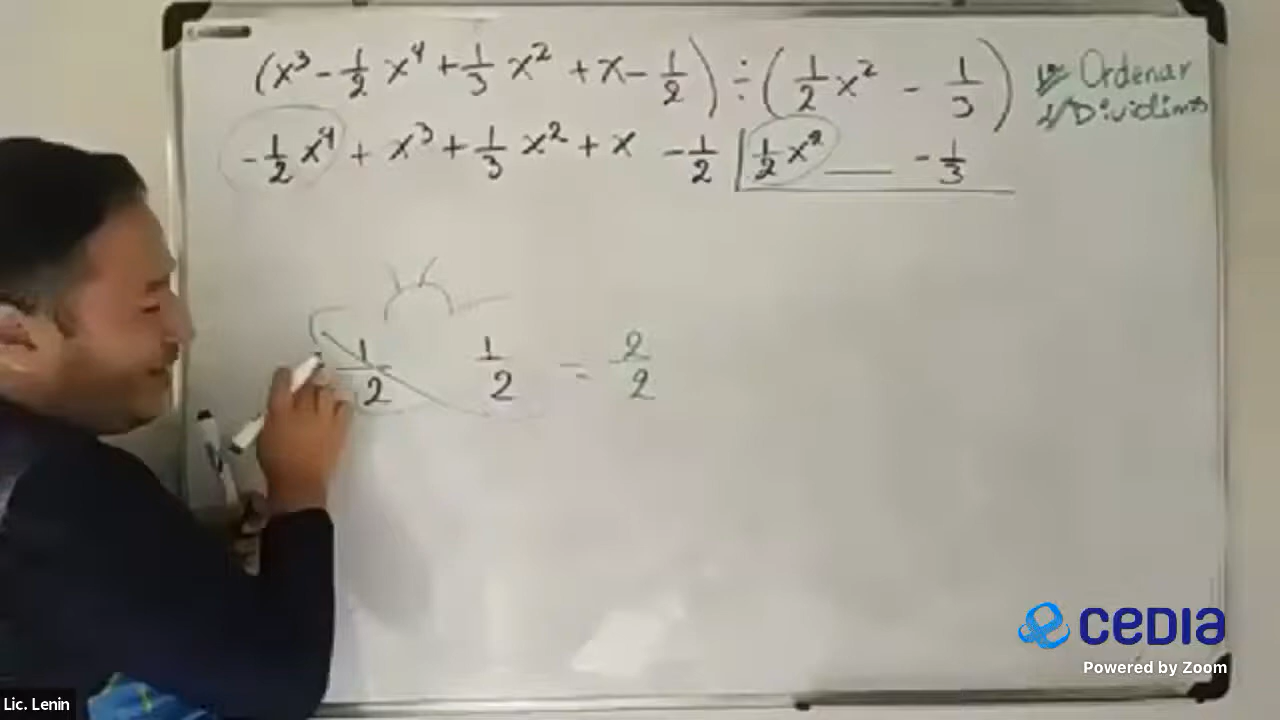 (x³ - 1/2 x⁴ + 1/3 x² + x - 1/2) ÷ (1/2 x² - 1/3) 1/ Ordenar
2/ Dividimos
- 1/2 x⁴ + x³ + 1/3 x² + x - 1/2 | 1/2 x² ___ - 1/3
- 1/2 1/2 = 2/2
cedia
Powered by Zoom
Lic. Lenin